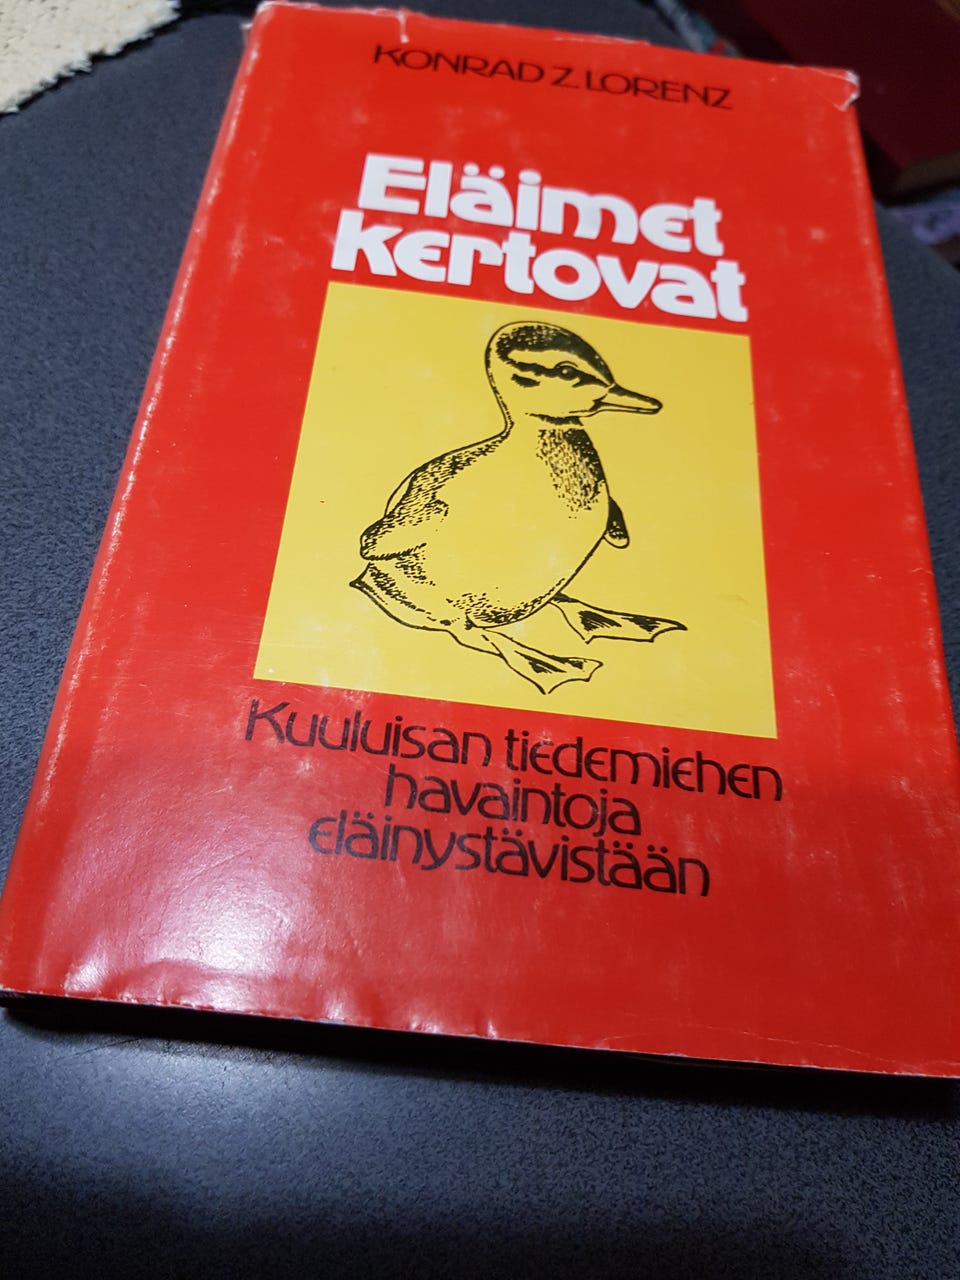 KONRAD Z. LORENZ
Eläimet
kertovat
Kuuluisan tiedemiehen
havaintoja
eläinystävistään